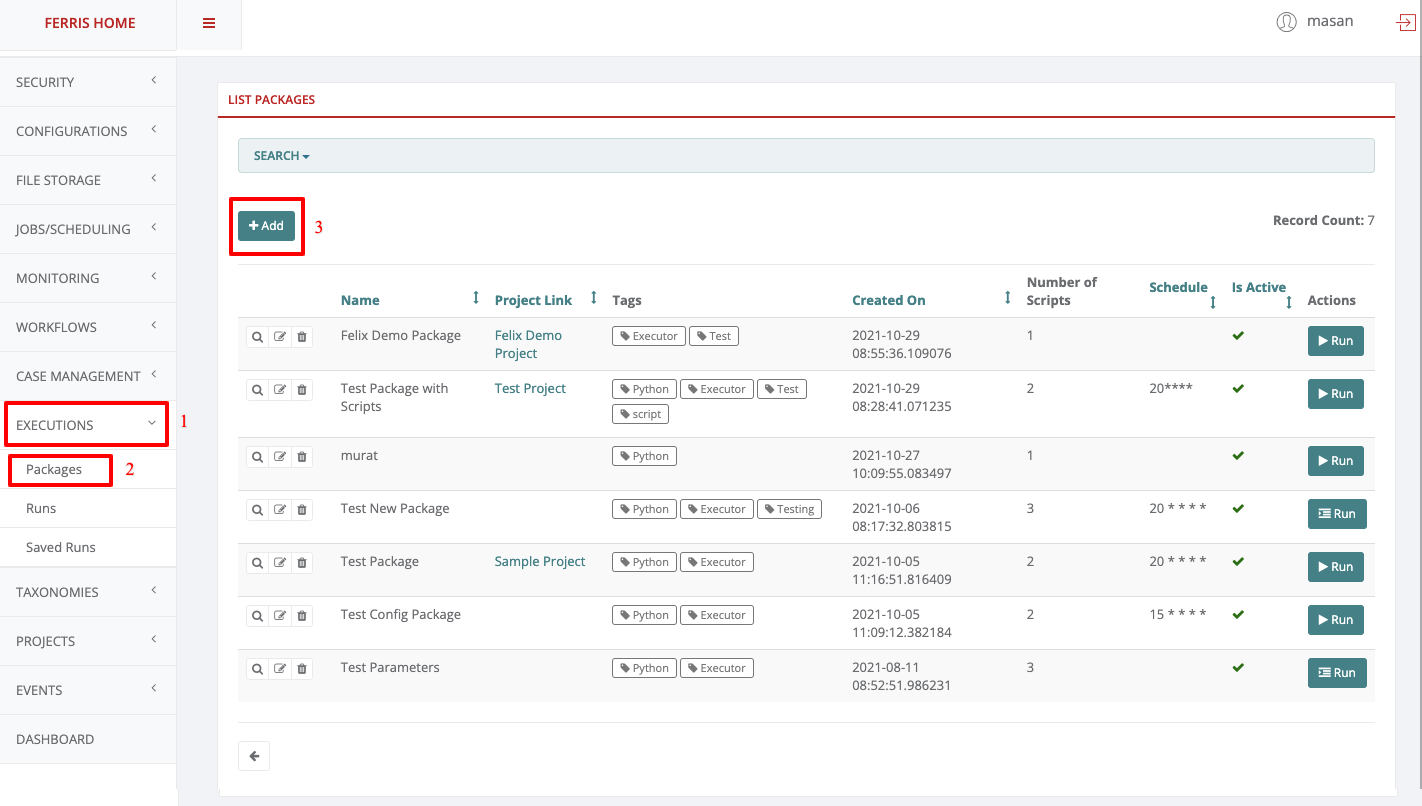 FERRIS HOME
masan
SECURITY
CONFIGURATIONS
FILE STORAGE
JOBS/SCHEDULING
MONITORING
WORKFLOWS
CASE MANAGEMENT
EXECUTIONS
1
Packages
2
Runs
Saved Runs
TAXONOMIES
PROJECTS
EVENTS
DASHBOARD
LIST PACKAGES
SEARCH
Add
3
Record Count: 7
Name Project Link Tags Created On Number of Scripts Schedule Is Active Actions
Felix Demo Package Felix Demo Executor Test 2021-10-29 1 Run
Project 08:55:36.109076
Test Package with Test Project Python Executor Test 2021-10-29 2 20**** Run
Scripts script 08:28:41.071235
murat Python 2021-10-27 1 Run
10:09:55.083497
Test New Package Python Executor Testing 2021-10-06 3 20 * * * * Run
08:17:32.803815
Test Package Sample Project Python Executor 2021-10-05 2 20 * * * * Run
11:16:51.816409
Test Config Package Python Executor 2021-10-05 2 15 * * * * Run
11:09:12.382184
Test Parameters Python Executor 2021-08-11 3 Run
08:52:51.986231